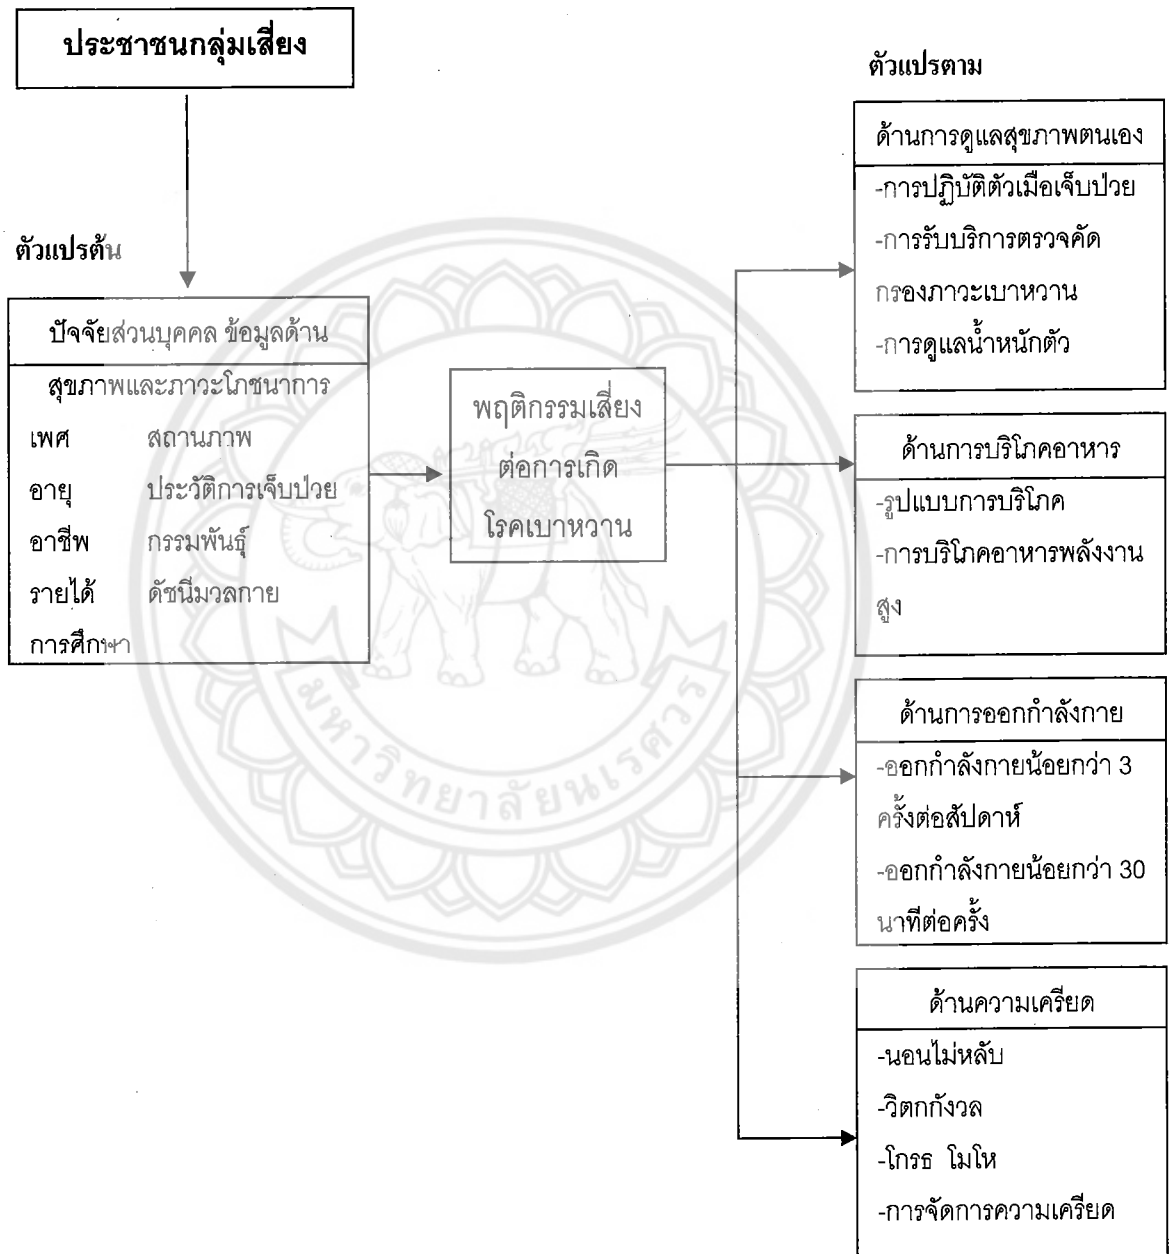 ประชาชนกลุ่มเสี่ยง
ตัวแปรต้น
ปัจจัยส่วนบุคคล ข้อมูลด้าน
สุขภาพและภาวะโภชนาการ
เพศ สถานภาพ
อายุ ประวัติการเจ็บป่วย
อาชีพ กรรมพันธุ์
รายได้ ดัชนีมวลกาย
การศึกษา
พฤติกรรมเสี่ยง
ต่อการเกิด
โรคเบาหวาน
ตัวแปรตาม
ด้านการดูแลสุขภาพตนเอง
-การปฏิบัติตัวเมื่อเจ็บป่วย
-การรับบริการตรวจคัด
กรองภาวะเบาหวาน
-การดูแลน้ำหนักตัว
ด้านการบริโภคอาหาร
-รูปแบบการบริโภค
-การบริโภคอาหารพลังงาน
สูง
ด้านการออกกำลังกาย
-ออกกำลังกายน้อยกว่า 3
ครั้งต่อสัปดาห์
-ออกกำลังกายน้อยกว่า 30
นาทีต่อครั้ง
ด้านความเครียด
-นอนไม่หลับ
-วิตกกังวล
-โกรธ โมโห
-การจัดการความเครียด
มหาวิทยาลัยนเรศวร